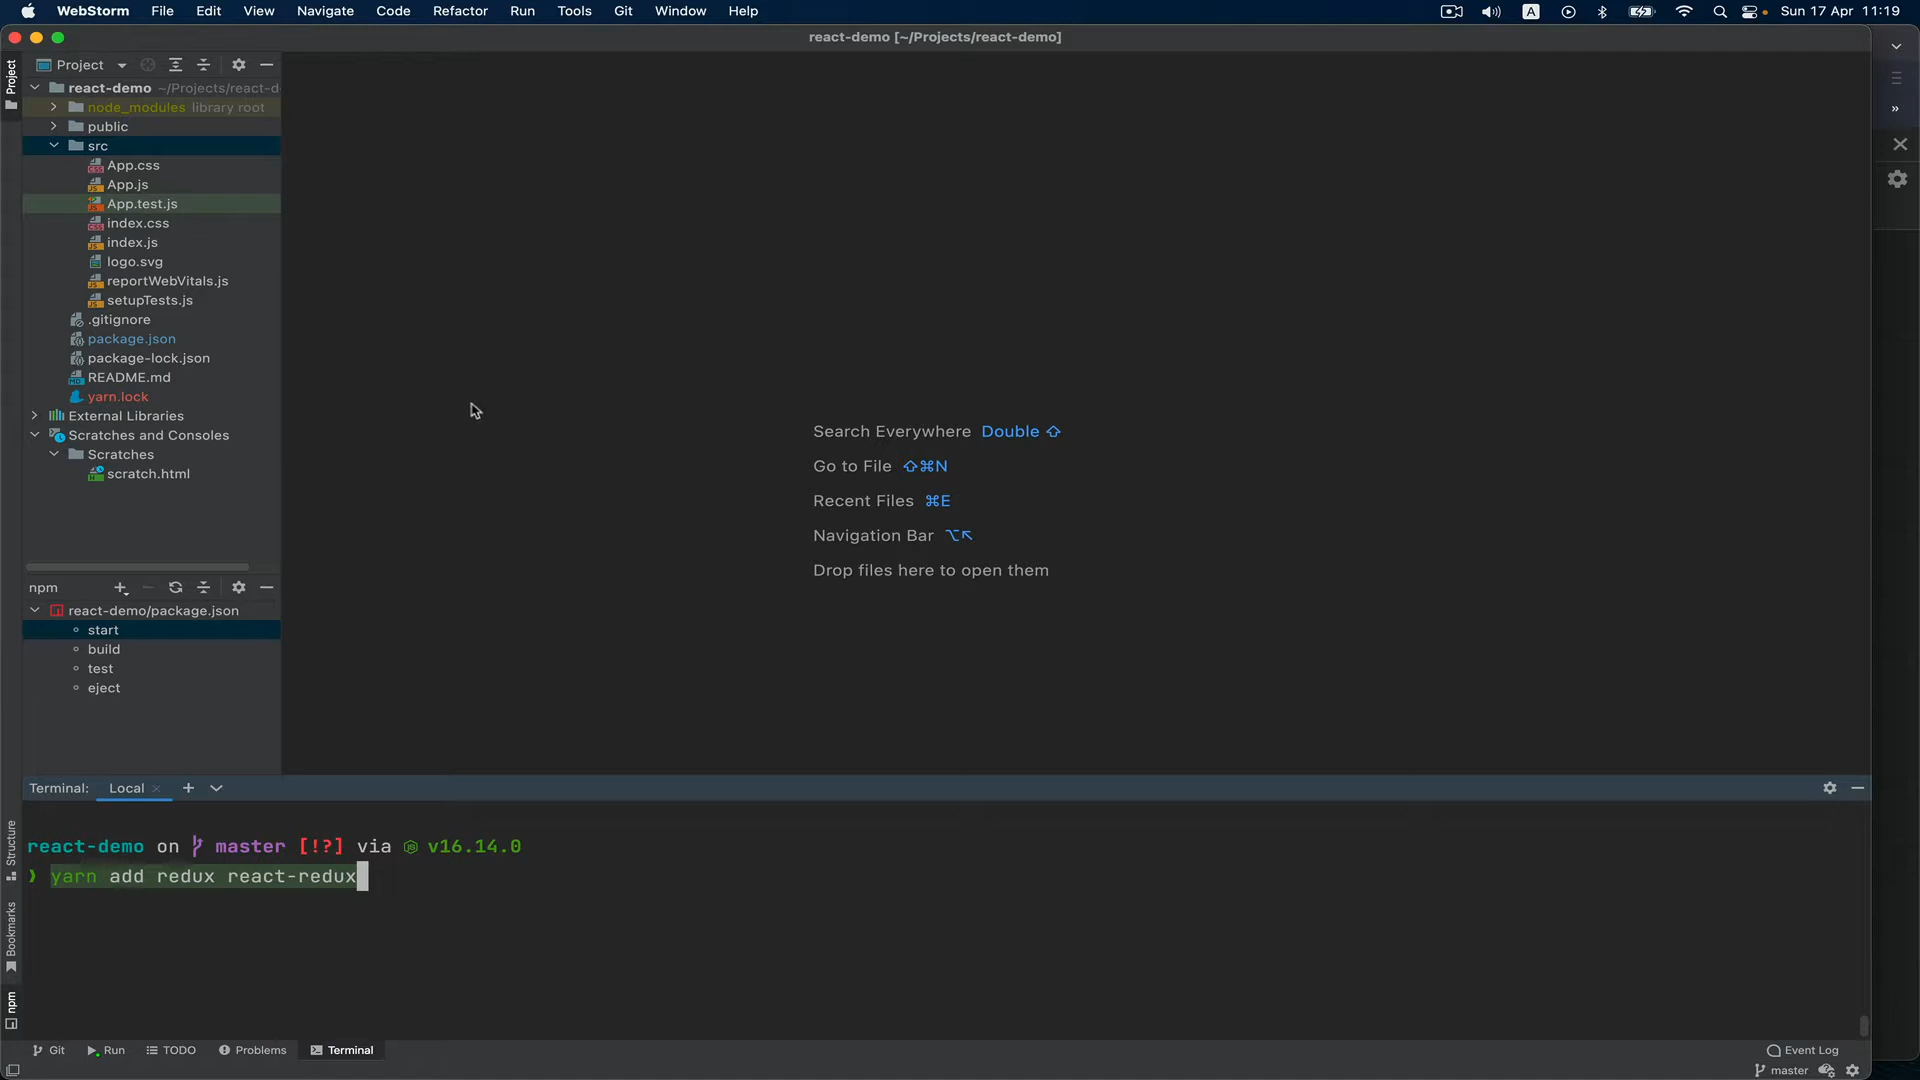 WebStorm File Edit View Navigate Code Refactor Run Tools Git Window Help
A Sun 17 Apr 11:19
react-demo [~/Projects/react-demo]
Project
Project
react-demo ~/Projects/react-d
node_modules library root
public
src
App.css
App.js
App.test.js
index.css
index.js
logo.svg
reportWebVitals.js
setupTests.js
.gitignore
package.json
package-lock.json
README.md
yarn.lock
External Libraries
Scratches and Consoles
Scratches
scratch.html
Search Everywhere Double ⇧
Go to File ⇧⌘N
Recent Files ⌘E
Navigation Bar ⌥↖
Drop files here to open them
npm
react-demo/package.json
start
build
test
eject
Terminal: Local
Structure
Bookmarks
npm
react-demo on master [!?] via v16.14.0
❯ yarn add redux react-redux
Git Run TODO Problems Terminal
Event Log
master